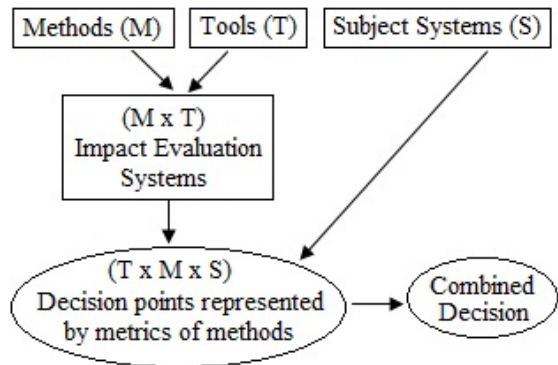 Methods (M)
Tools (T)
Subject Systems (S)
(M x T)
Impact Evaluation
Systems
(T x M x S)
Decision points represented
by metrics of methods
Combined
Decision